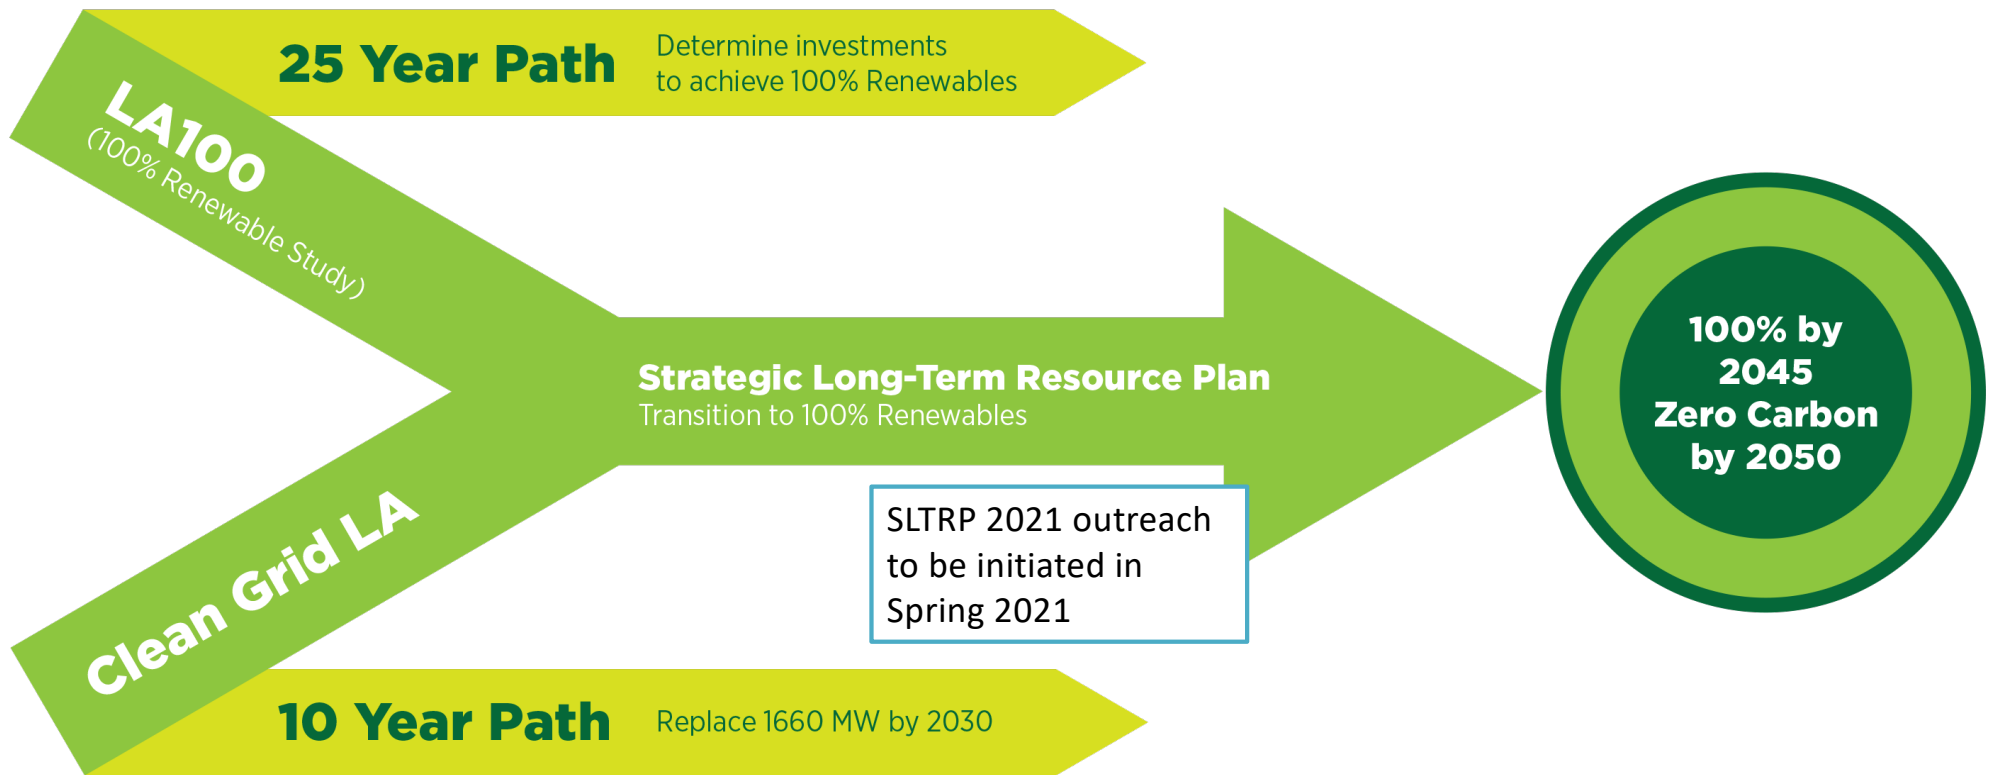 25 Year Path
Determine investments
to achieve 100% Renewables
LA100
(100% Renewable Study)
Strategic Long-Term Resource Plan
Transition to 100% Renewables
100% by
2045
Zero Carbon
by 2050
SLTRP 2021 outreach
to be initiated in
Spring 2021
Clean Grid LA
10 Year Path
Replace 1660 MW by 2030